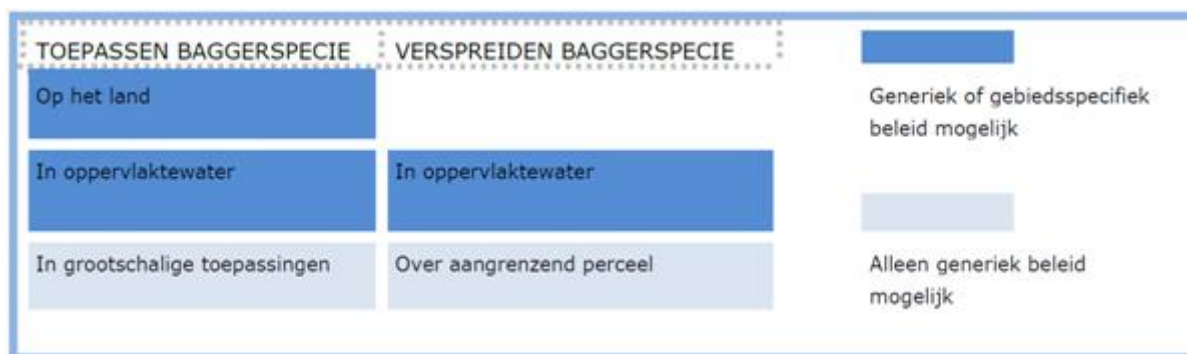 TOEPASSEN BAGGERSPECIE
VERSPREIDEN BAGGERSPECIE
Op het land
In oppervlaktewater
In oppervlaktewater
In grootschalige toepassingen
Over aangrenzend perceel
Generiek of gebiedsspecifiek
beleid mogelijk
Alleen generiek beleid
mogelijk